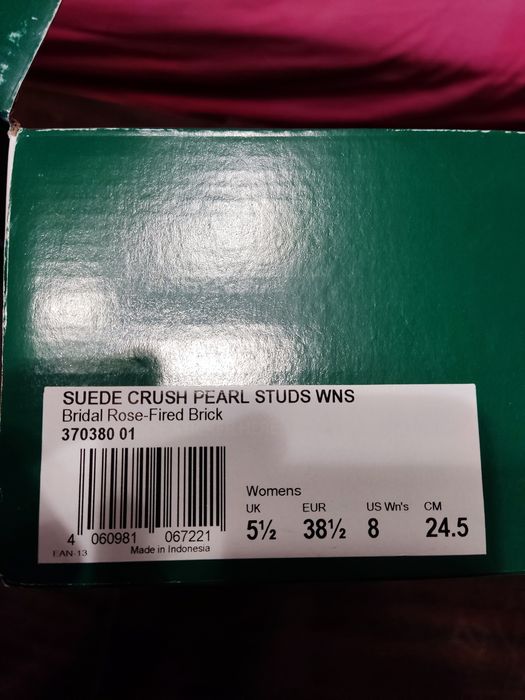 SUEDE CRUSH PEARL STUDS WNS
Bridal Rose-Fired Brick
370380 01
Womens
UK EUR US Wn's CM
5½ 38½ 8 24.5
4 060981 067221
EAN-13 Made in Indonesia